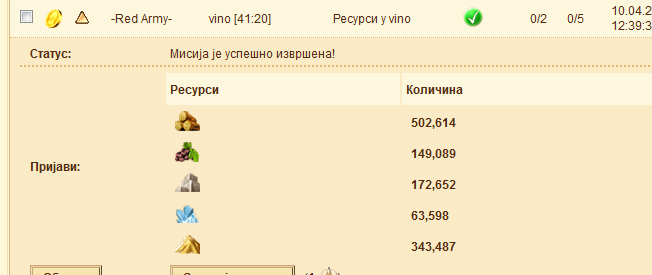 -Red Army- vino [41:20] Ресурси у vino 0/2 0/5 10.04.2
12:39:3
Статус: Мисија је успешно извршена!
Ресурси Количина
502,614
149,089
Пријави: 172,652
63,598
343,487